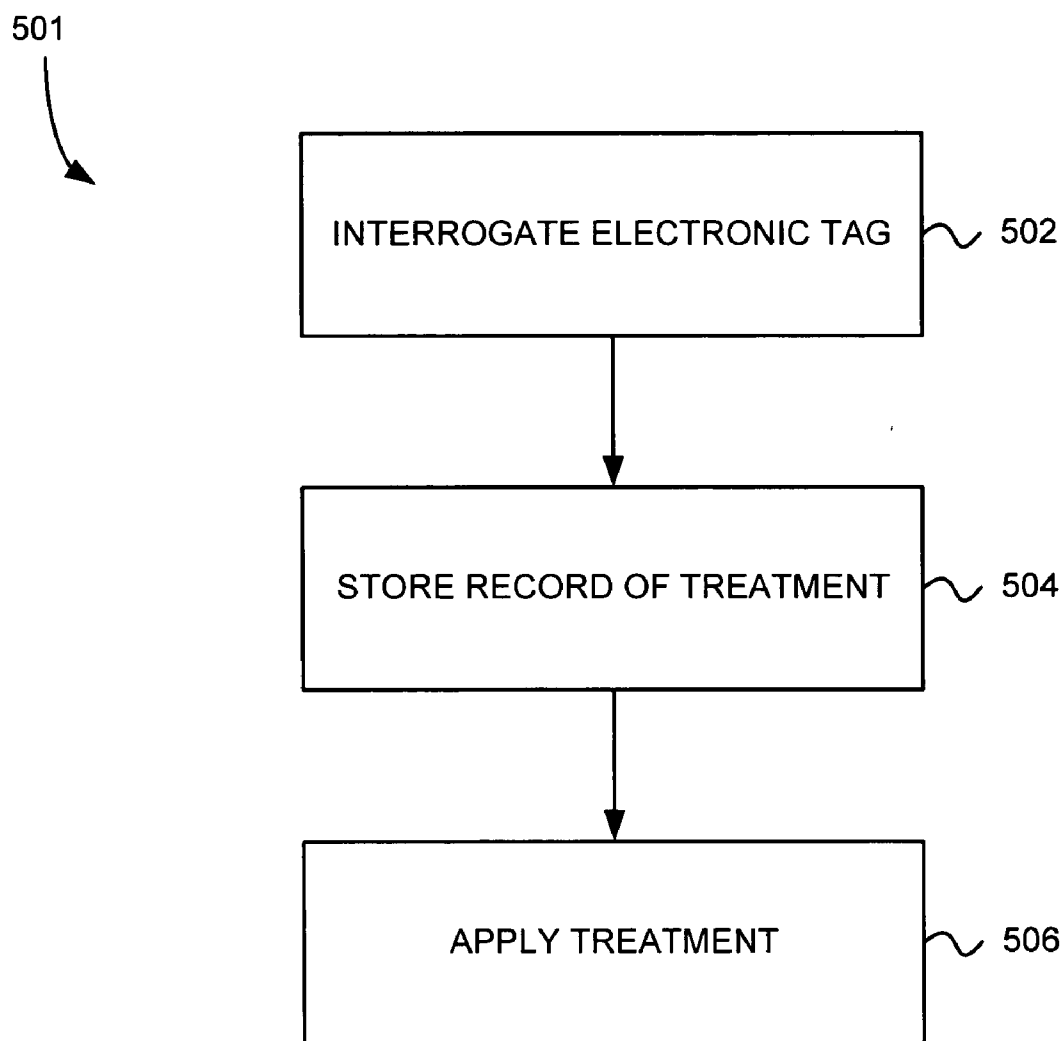 501
INTERROGATE ELECTRONIC TAG
502
STORE RECORD OF TREATMENT
504
APPLY TREATMENT
506